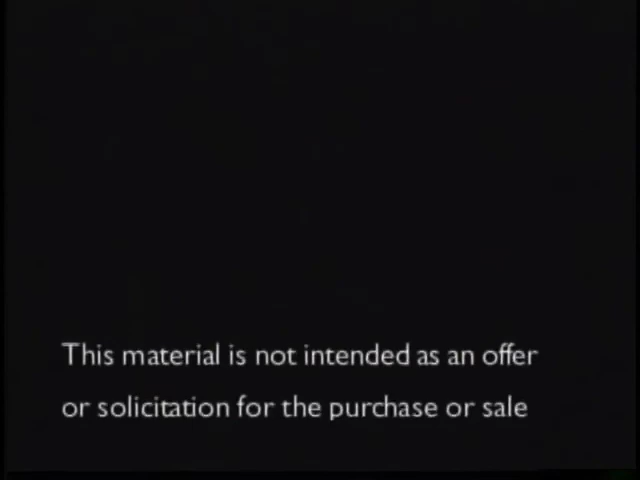 This material is not intended as an offer
or solicitation for the purchase or sale